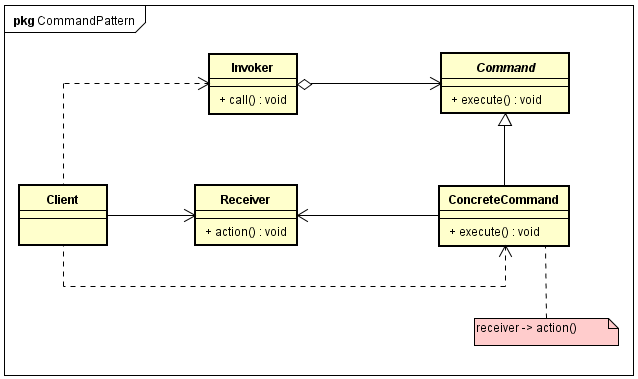 pkg CommandPattern
Invoker
+ call() : void
Command
+ execute() : void
Client
Receiver
+ action() : void
ConcreteCommand
+ execute() : void
receiver -> action()